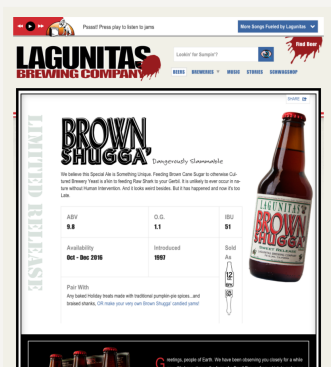 Psssst! Press play to listen to jams
More Songs Fueled by Lagunitas
LAGUNITAS
BREWING COMPANY
Lookin' for Sumpin'?
Find Beer
BEERS BREWERIES MUSIC STORIES SCHWAGSHOP
SHARE
LIMITED RELEASE
BROWN
SHUGGA'
Dangerously Slammable
We believe this Special Ale is Something Unique. Feeding Brown Cane Sugar to otherwise Cul-
tured Brewery Yeast is a'kin to feeding Raw Shark to your Gerbil. It is unlikely to ever occur in na-
ture without Human Intervention. And it looks weird besides. But it has happened and now it's too
Late.
ABV
9.8
O.G.
1.1
IBU
51
Availability
Oct - Dec 2016
Introduced
1997
Sold
As
12
Pair With
Any baked Holiday treats made with traditional pumpkin-pie spices...and
braised shanks. OR make your very own Brown Shugga' candied yams!
LAGUNITAS
BROWN
SHUGGA'
SWEET RELEASE
Greetings, people of Earth. We have been observing you closely for a while